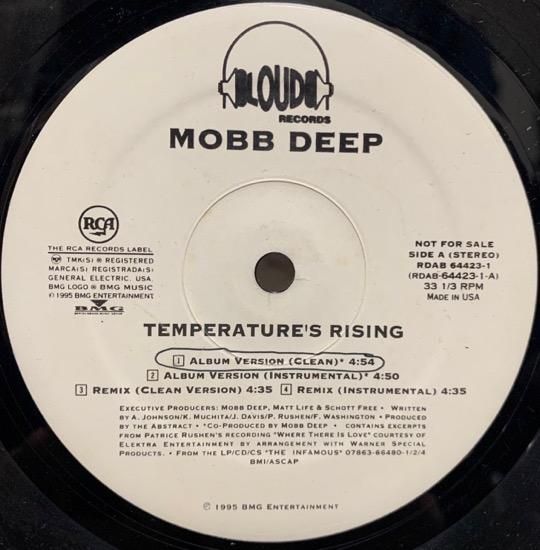 LOUD
RECORDS
MOBB DEEP
RCA
THE RCA RECORDS LABEL
TMK(S) ® REGISTERED
MARCA(S) REGISTRADA(S)
GENERAL ELECTRIC. USA.
BMG LOGO ® BMG MUSIC
© 1995 BMG ENTERTAINMENT
BMG
NOT FOR SALE
SIDE A (STEREO)
RDAB 64423-1
(RDAB-64423-1-A)
33 1/3 RPM
MADE IN USA
TEMPERATURE'S RISING
1 ALBUM VERSION (CLEAN)* 4:54
2 ALBUM VERSION (INSTRUMENTAL)* 4:50
3 REMIX (CLEAN VERSION) 4:35 4 REMIX (INSTRUMENTAL) 4:35
EXECUTIVE PRODUCERS: MOBB DEEP, MATT LIFE & SCHOTT FREE • WRITTEN
BY A. JOHNSON/K. MUCHITA/J. DAVIS/P. RUSHEN/F. WASHINGTON • PRODUCED
BY THE ABSTRACT • *CO-PRODUCED BY MOBB DEEP • CONTAINS EXCERPTS
FROM PATRICE RUSHEN'S RECORDING "WHERE THERE IS LOVE" COURTESY OF
ELEKTRA ENTERTAINMENT BY ARRANGEMENT WITH WARNER SPECIAL
PRODUCTS. • FROM THE LP/CD/CS "THE INFAMOUS" 07863-66480-1/2/4
BMI/ASCAP
℗ 1995 BMG ENTERTAINMENT